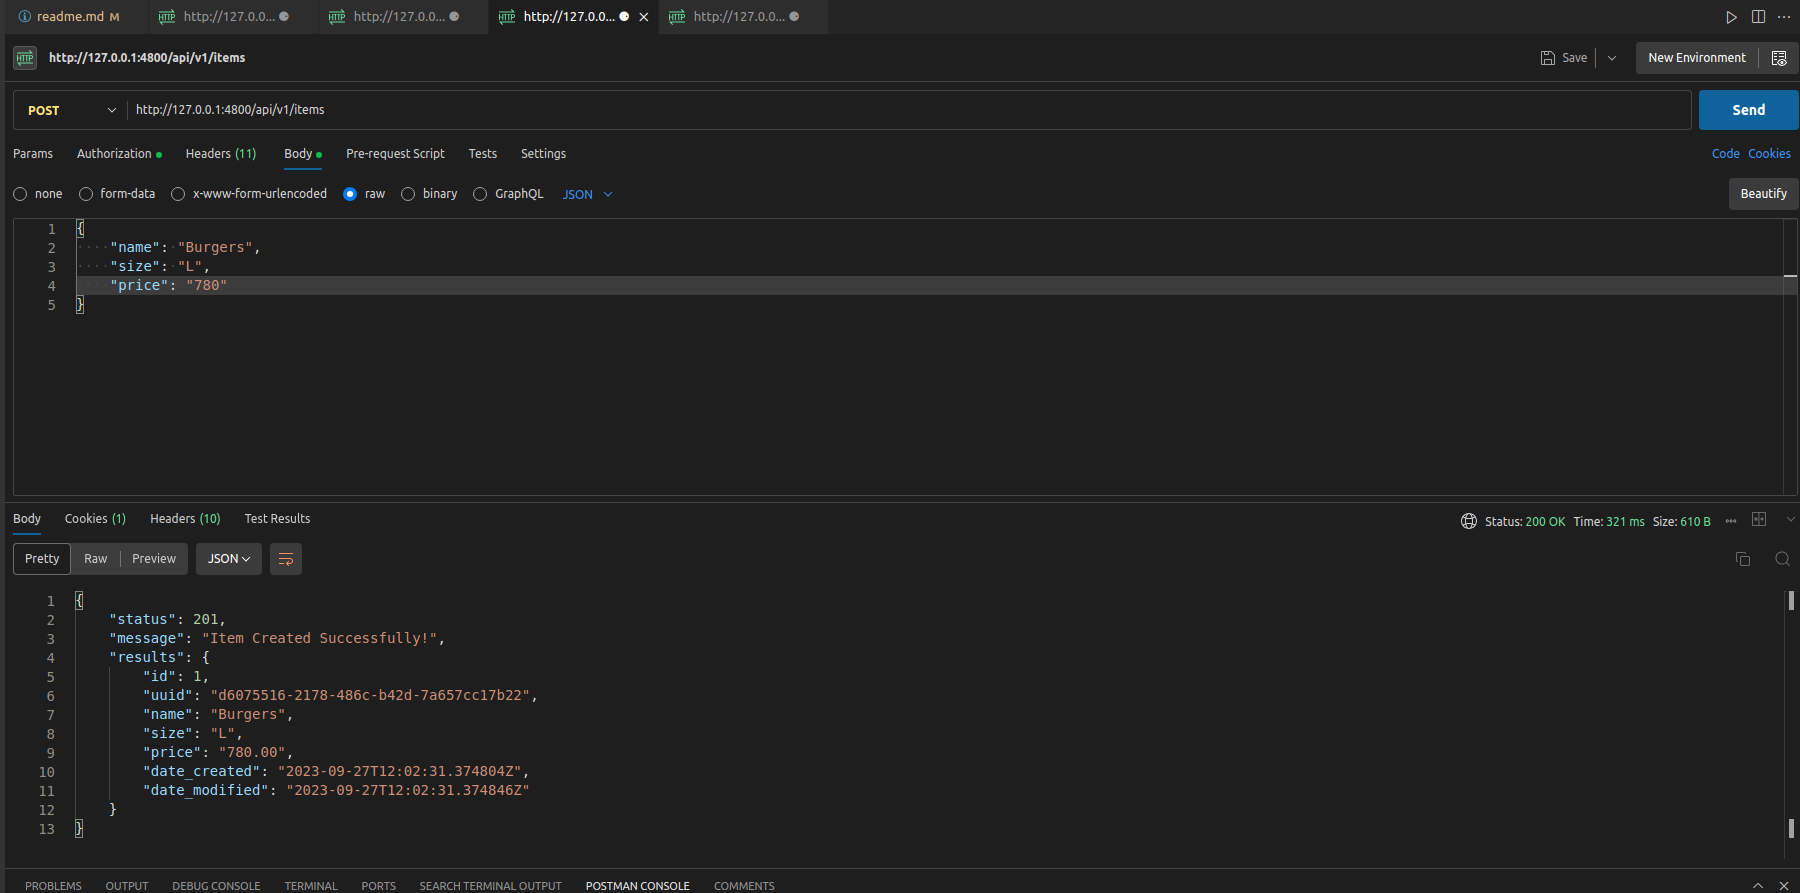 readme.md M http://127.0.0... http://127.0.0... http://127.0.0... http://127.0.0...
HTTP http://127.0.0.1:4800/api/v1/items Save New Environment
POST http://127.0.0.1:4800/api/v1/items Send
Params Authorization Headers (11) Body Pre-request Script Tests Settings Code Cookies
none form-data x-www-form-urlencoded raw binary GraphQL JSON Beautify
1 {
2 "name": "Burgers",
3 "size": "L",
4 "price": "780"
5 }
Body Cookies (1) Headers (10) Test Results Status: 200 OK Time: 321 ms Size: 610 B
Pretty Raw Preview JSON
1 {
2 "status": 201,
3 "message": "Item Created Successfully!",
4 "results": {
5 "id": 1,
6 "uuid": "d6075516-2178-486c-b42d-7a657cc17b22",
7 "name": "Burgers",
8 "size": "L",
9 "price": "780.00",
10 "date_created": "2023-09-27T12:02:31.374804Z",
11 "date_modified": "2023-09-27T12:02:31.374846Z"
12 }
13 }
PROBLEMS OUTPUT DEBUG CONSOLE TERMINAL PORTS SEARCH TERMINAL OUTPUT POSTMAN CONSOLE COMMENTS